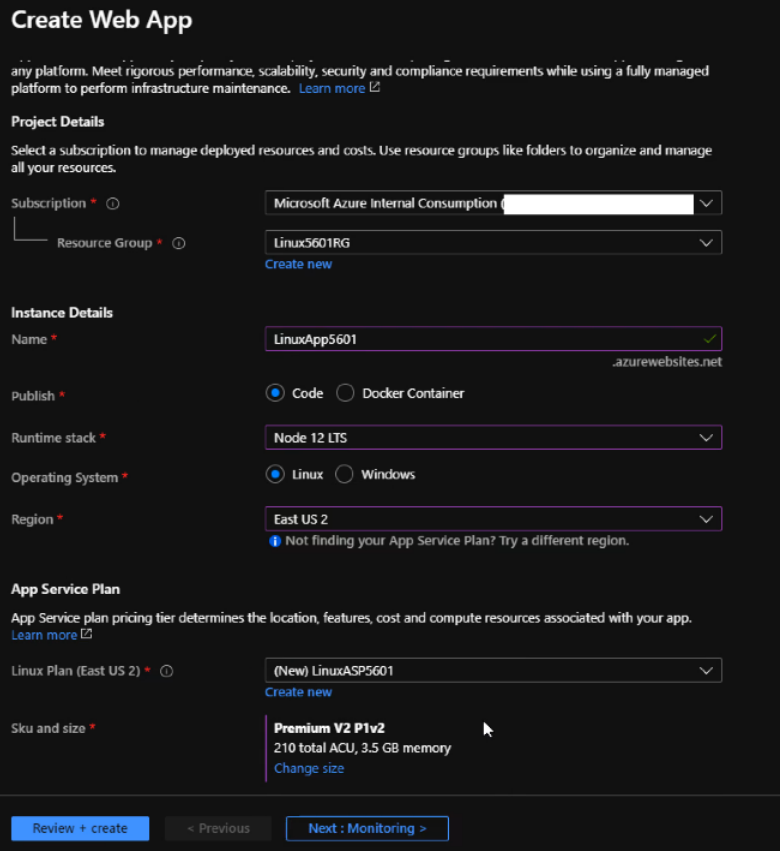 Create Web App
any platform. Meet rigorous performance, scalability, security and compliance requirements while using a fully managed
platform to perform infrastructure maintenance. Learn more
Project Details
Select a subscription to manage deployed resources and costs. Use resource groups like folders to organize and manage
all your resources.
Subscription *
Microsoft Azure Internal Consumption (
Resource Group *
Linux5601RG
Create new
Instance Details
Name *
LinuxApp5601
.azurewebsites.net
Publish *
Code
Docker Container
Runtime stack *
Node 12 LTS
Operating System *
Linux
Windows
Region *
East US 2
Not finding your App Service Plan? Try a different region.
App Service Plan
App Service plan pricing tier determines the location, features, cost and compute resources associated with your app.
Learn more
Linux Plan (East US 2) *
(New) LinuxASP5601
Create new
Sku and size *
Premium V2 P1v2
210 total ACU, 3.5 GB memory
Change size
Review + create
< Previous
Next : Monitoring >